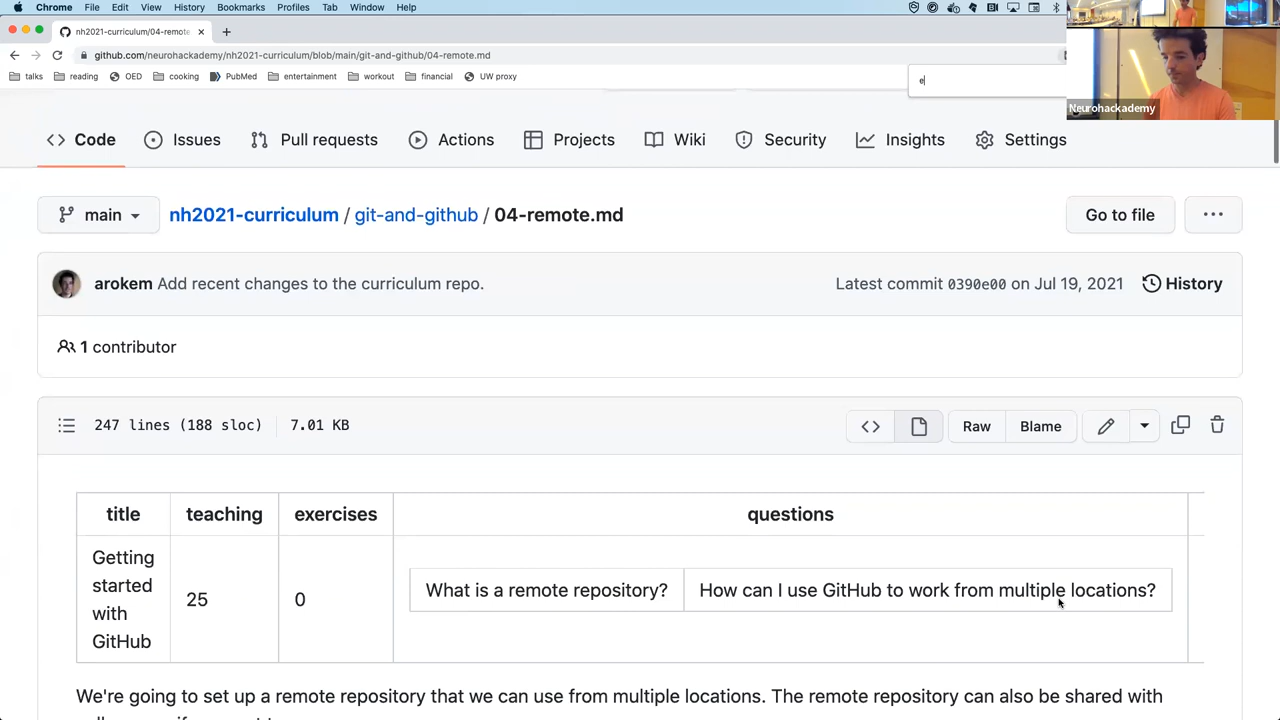 Chrome File Edit View History Bookmarks Profiles Tab Window Help
nh2021-curriculum/04-remote
github.com/neurohackademy/nh2021-curriculum/blob/main/git-and-github/04-remote.md
talks reading OED cooking PubMed entertainment workout financial UW proxy
e
Neurohackademy
Code Issues Pull requests Actions Projects Wiki Security Insights Settings
main nh2021-curriculum / git-and-github / 04-remote.md Go to file
arokem Add recent changes to the curriculum repo. Latest commit 0390e00 on Jul 19, 2021 History
1 contributor
247 lines (188 sloc) 7.01 KB Raw Blame
title teaching exercises questions
Getting
started
with
GitHub
25 0 What is a remote repository? How can I use GitHub to work from multiple locations?
We're going to set up a remote repository that we can use from multiple locations. The remote repository can also be shared with